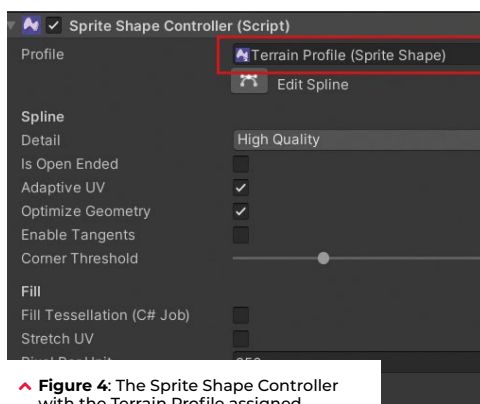 Sprite Shape Controller (Script)
Profile
Terrain Profile (Sprite Shape)
Edit Spline
Spline
Detail
High Quality
Is Open Ended
Adaptive UV
Optimize Geometry
Enable Tangents
Corner Threshold
Fill
Fill Tessellation (C# Job)
Stretch UV
Figure 4: The Sprite Shape Controller
with the Terrain Profile assigned